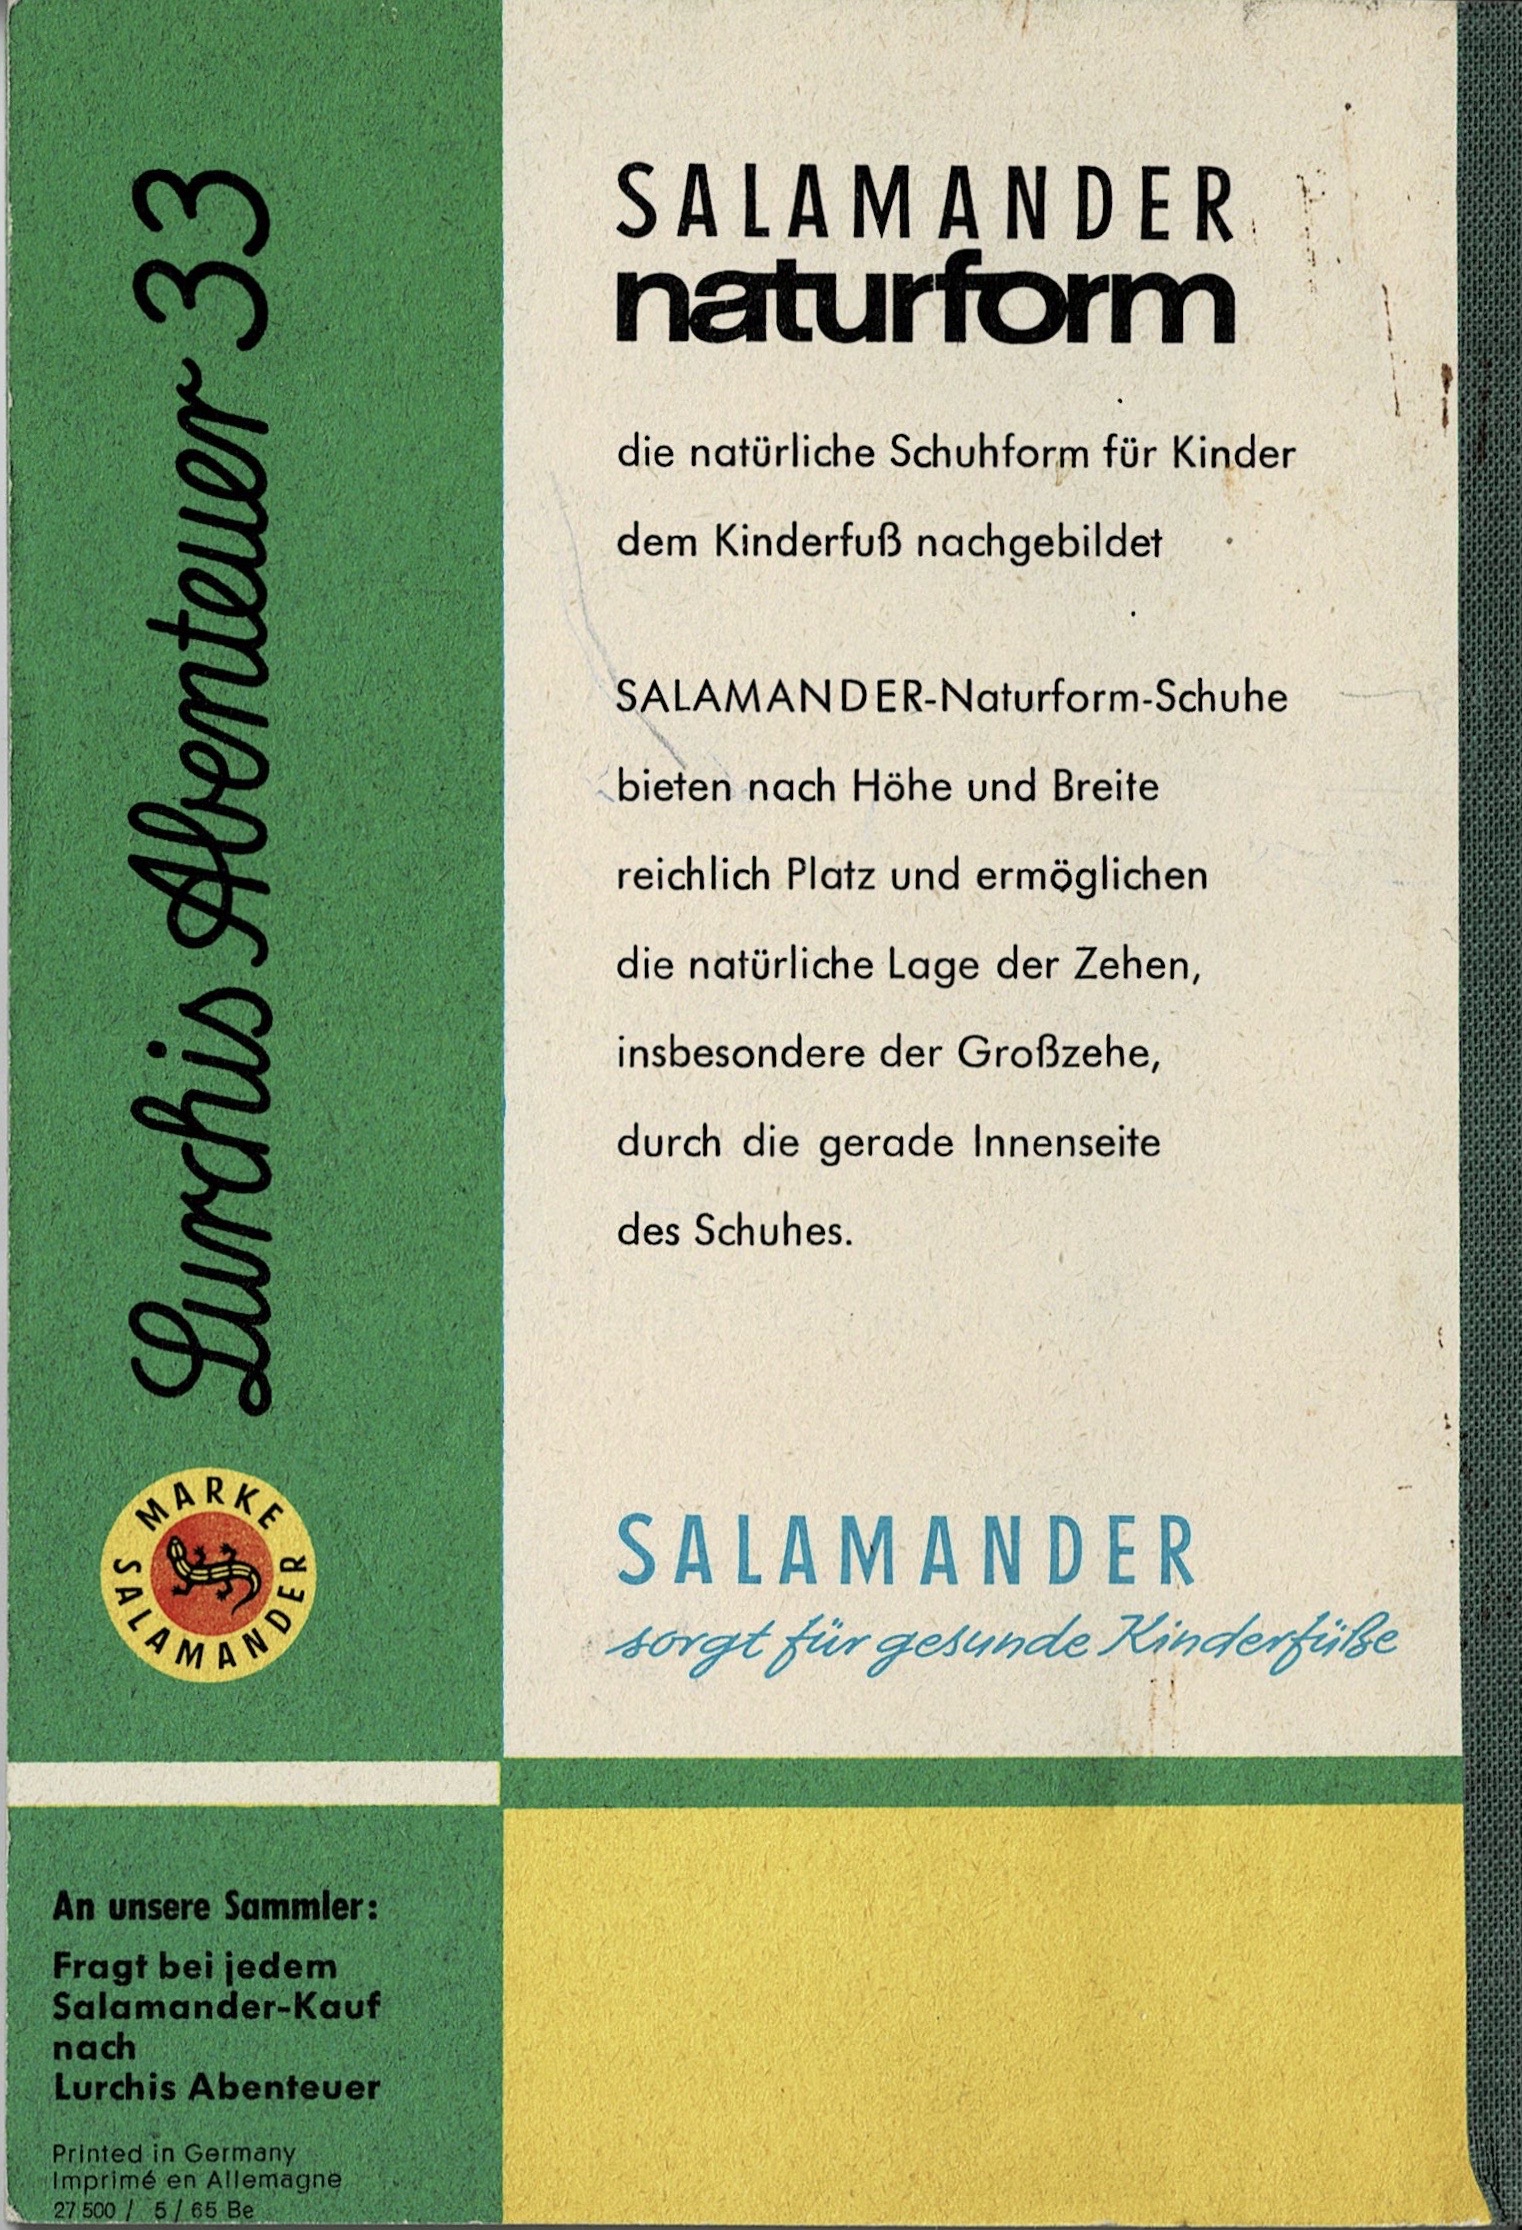 Lurchis Abenteuer 33
MARKE
SALAMANDER
An unsere Sammler:
Fragt bei jedem
Salamander-Kauf
nach
Lurchis Abenteuer
Printed in Germany
Imprimé en Allemagne
27 500 / 5 / 65 Be
SALAMANDER
naturform
die natürliche Schuhform für Kinder
dem Kinderfuß nachgebildet
SALAMANDER-Naturform-Schuhe
bieten nach Höhe und Breite
reichlich Platz und ermöglichen
die natürliche Lage der Zehen,
insbesondere der Großzehe,
durch die gerade Innenseite
des Schuhes.
SALAMANDER
sorgt für gesunde Kinderfüße